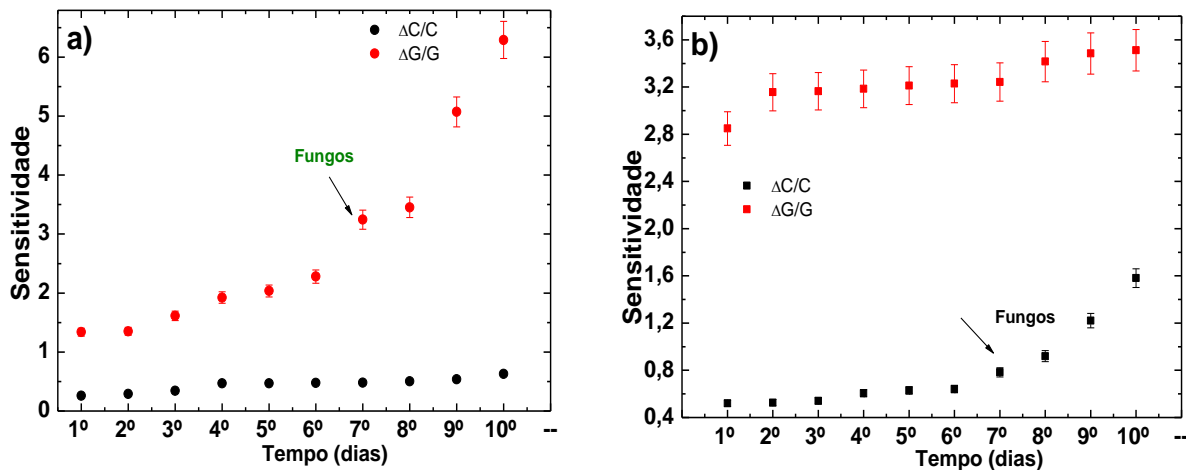 a)
ΔC/C
ΔG/G
Fungos
Sensitividade
6
5
4
3
2
1
0
1º 2º 3º 4º 5º 6º 7º 8º 9º 10º --
Tempo (dias)
b)
ΔC/C
ΔG/G
Fungos
Sensitividade
3,6
3,2
2,8
2,4
2,0
1,6
1,2
0,8
0,4
1º 2º 3º 4º 5º 6º 7º 8º 9º 10º --
Tempo (dias)